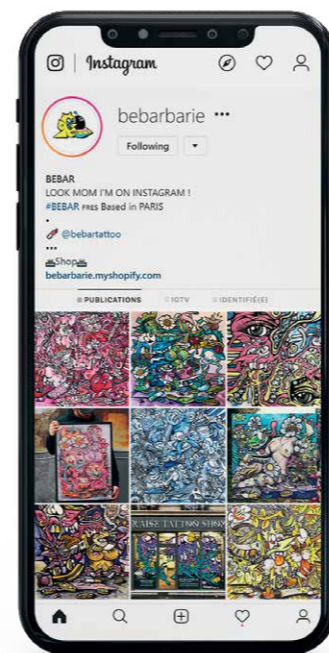 Instagram
bebarbarie
Following
BEBAR
LOOK MOM I'M ON INSTAGRAM !
#BEBAR FRES Based in PARIS
@bebartattoo
Shop
bebarbarie.myshopify.com
PUBLICATIONS
IGTV
IDENTIFIÉ(E)
RAISE TATTOO SHOP